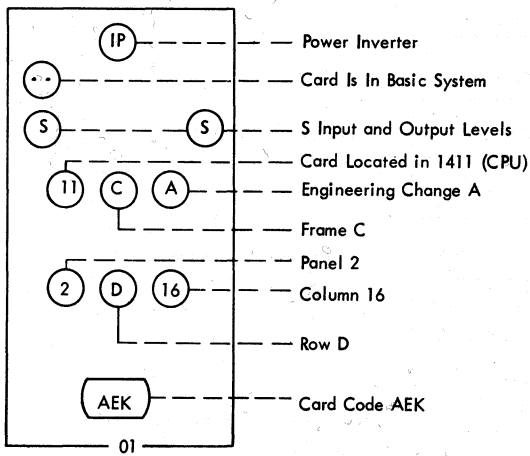 IP Power Inverter
Card Is In Basic System
S S S Input and Output Levels
Card Located in 1411 (CPU)
11 C A Engineering Change A
Frame C
Panel 2
2 D 16 Column 16
Row D
AEK Card Code AEK
01